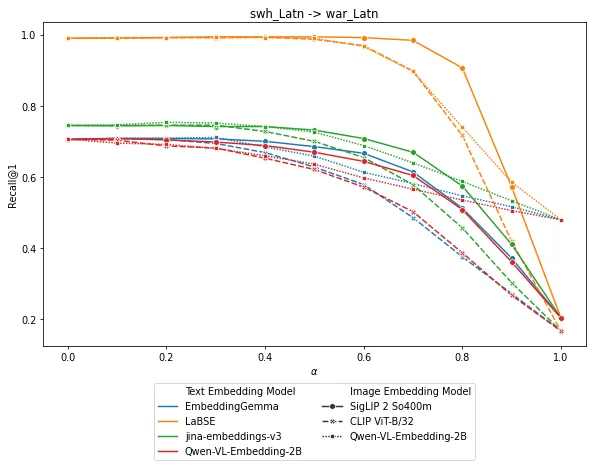 swh_Latn -> war_Latn
Recall@1
1.0
0.8
0.6
0.4
0.2
0.0 0.2 0.4 0.6 0.8 1.0
α
Text Embedding Model
EmbeddingGemma
LaBSE
jina-embeddings-v3
Qwen-VL-Embedding-2B
Image Embedding Model
SigLIP 2 So400m
CLIP ViT-B/32
Qwen-VL-Embedding-2B